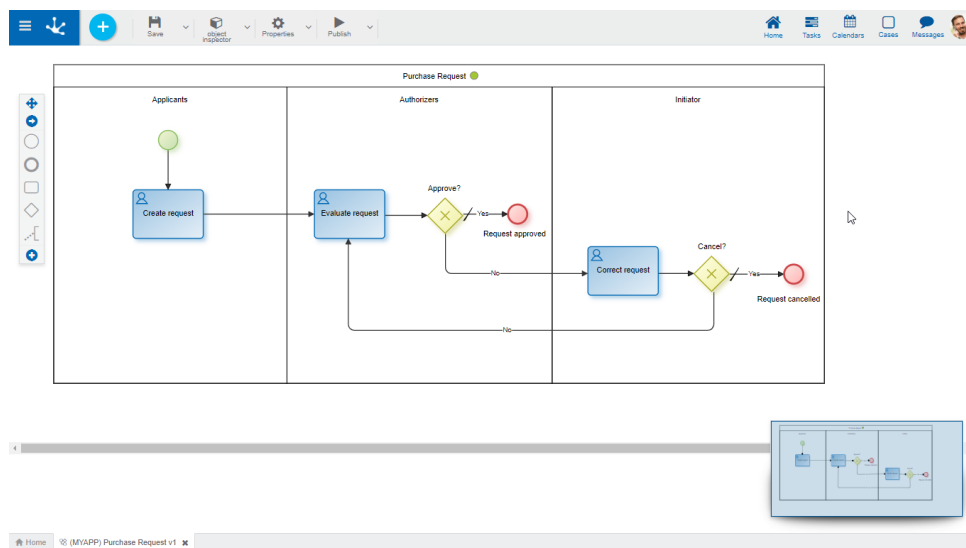 Save
object
inspector
Properties
Publish
Home
Tasks
Calendars
Cases
Messages
Purchase Request
Applicants
Authorizers
Initiator
Create request
Evaluate request
Approve?
Yes
Request approved
No
Correct request
Cancel?
Yes
Request cancelled
No
Home
(MYAPP) Purchase Request v1